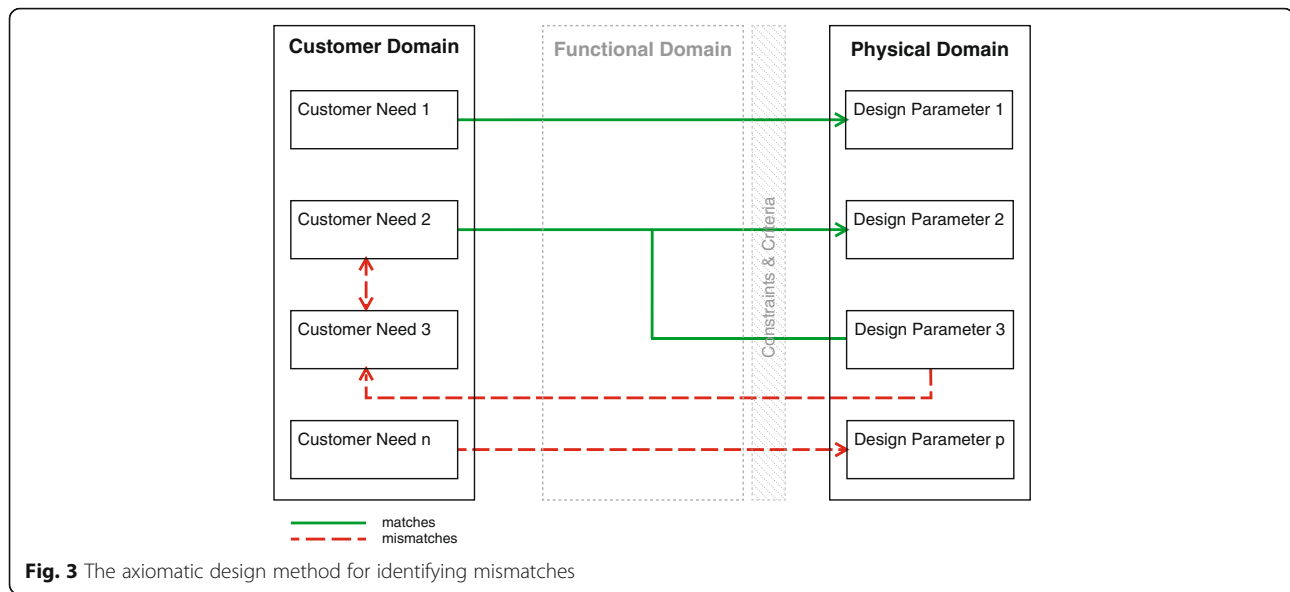 Customer Domain
Functional Domain
Physical Domain
Customer Need 1
Design Parameter 1
Customer Need 2
Design Parameter 2
Constraints & Criteria
Customer Need 3
Design Parameter 3
Customer Need n
Design Parameter p
matches
mismatches
Fig. 3 The axiomatic design method for identifying mismatches